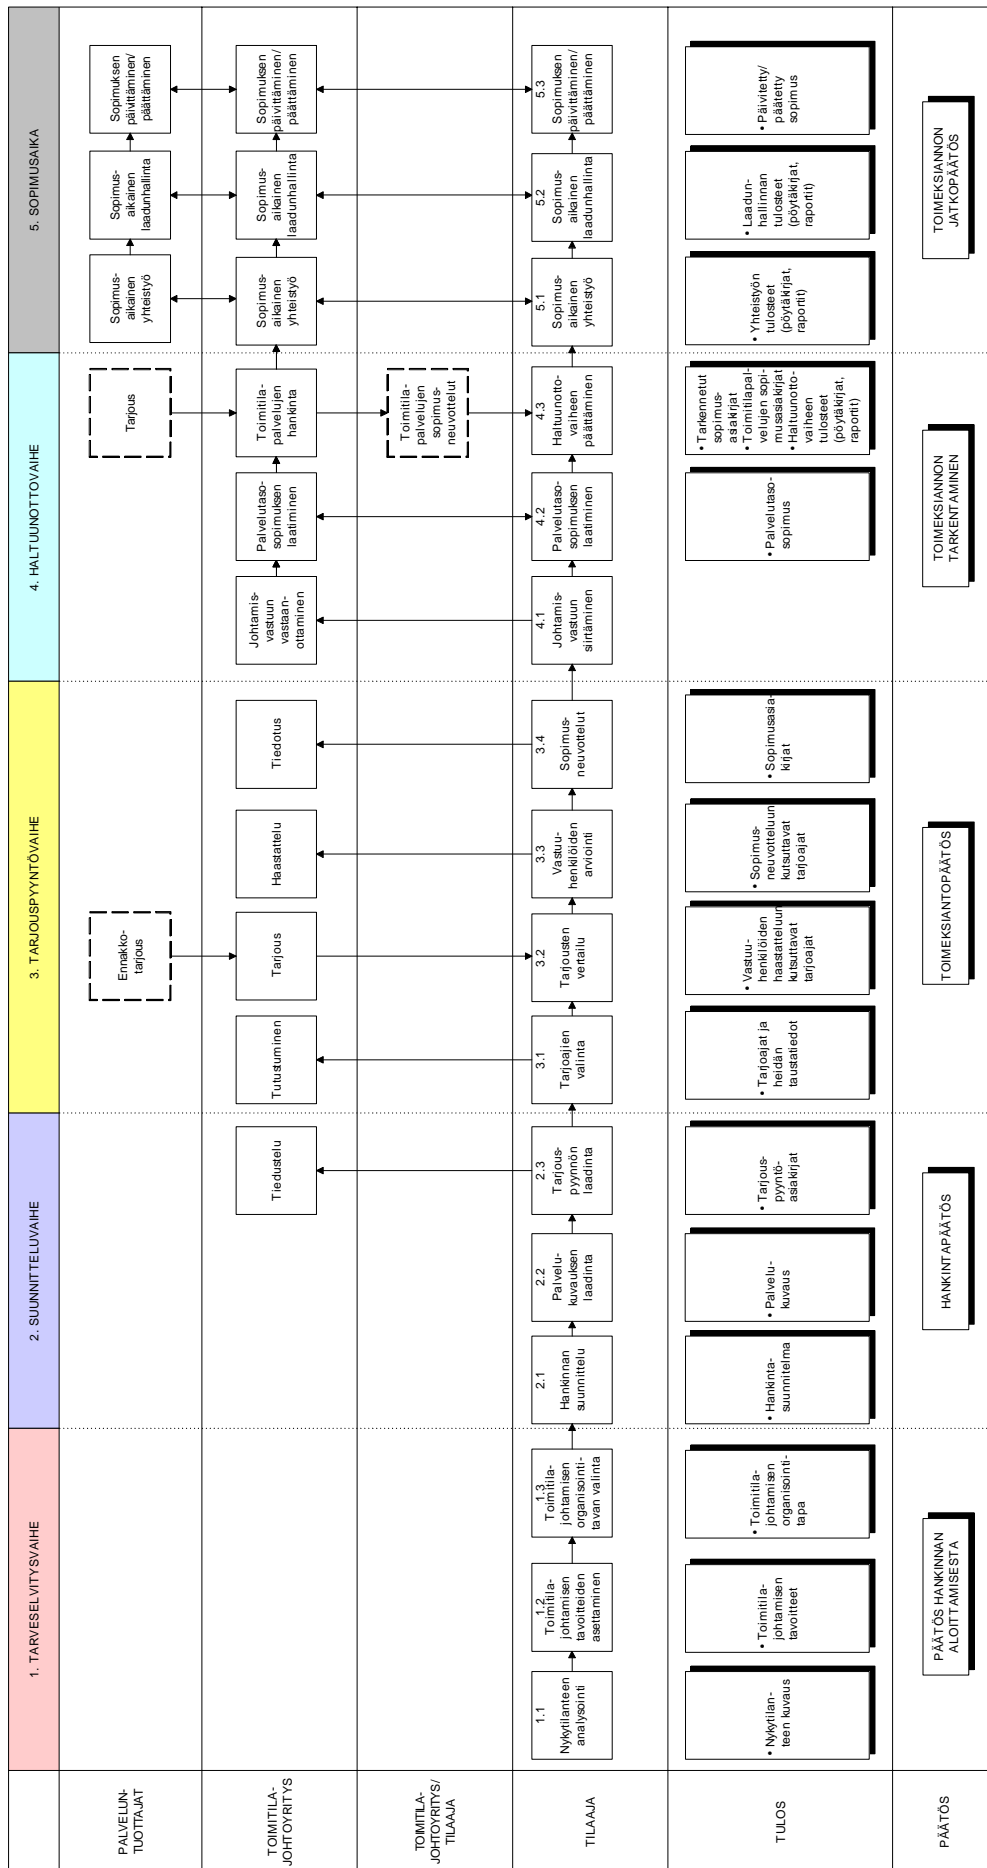 1. TARVESELVITYSVAIHE
2. SUUNNITTELUVAIHE
3. TARJOUSPYYNTÖVAIHE
4. HALTUUNOTTOVAIHE
5. SOPIMUSAIKA
PALVELUN-
TUOTTAJAT
Ennakko-
tarjous
Tarjous
Sopimus-
aikainen
yhteistyö
Sopimus-
aikainen
laadunhallinta
Sopimuksen
päivittäminen/
päättäminen
TOIMITILA-
JOHTOYRITYS
Tiedustelu
Tutustuminen
Tarjous
Haastattelu
Tiedotus
Johtamis-
vastuun
vastaan-
ottaminen
Palvelutaso-
sopimuksen
laatiminen
Toimitila-
palvelujen
hankinta
Sopimus-
aikainen
yhteistyö
Sopimus-
aikainen
laadunhallinta
Sopimuksen
päivittäminen/
päättäminen
TOIMITILA-
JOHTOYRITYS/
TILAAJA
Toimitila-
palvelujen
sopimus-
neuvottelut
TILAAJA
1.1
Nykytilanteen
analysointi
1.2
Toimitila-
johtamisen
tavoitteiden
asettaminen
1.3
Toimitila-
johtamisen
organisointi-
tavan valinta
2.1
Hankinnan
suunnittelu
2.2
Palvelu-
kuvauksen
laadinta
2.3
Tarjous-
pyynnön
laadinta
3.1
Tarjoajien
valinta
3.2
Tarjousten
vertailu
3.3
Vastuu-
henkilöiden
arviointi
3.4
Sopimus-
neuvottelut
4.1
Johtamis-
vastuun
siirtäminen
4.2
Palvelutaso-
sopimuksen
laatiminen
4.3
Haltuunotto-
vaiheen
päättäminen
5.1
Sopimus-
aikainen
yhteistyö
5.2
Sopimus-
aikainen
laadunhallinta
5.3
Sopimuksen
päivittäminen/
päättäminen
TULOS
• Nykytilan-
teen kuvaus
• Toimitila-
johtamisen
tavoitteet
• Toimitila-
johtamisen
organisointi-
tapa
• Hankinta-
suunnitelma
• Palvelu-
kuvaus
• Tarjous-
pyyntö-
asiakirjat
• Tarjoajat ja
heidän
taustatiedot
• Vastuu-
henkilöiden
haastatteluun
kutsuttavat
tarjoajat
• Sopimus-
neuvotteluun
kutsuttavat
tarjoajat
• Sopimusasia-
kirjat
• Palvelutaso-
sopimus
• Tarkennetut
sopimus-
asiakirjat
• Toimitilapal-
velujen sopi-
musasiakirjat
• Haltuunotto-
vaiheen
tulosteet
(pöytäkirjat,
raportit)
• Yhteistyön
tulosteet
(pöytäkirjat,
raportit)
• Laadun-
hallinnan
tulosteet
(pöytäkirjat,
raportit)
• Päivitetty/
päätetty
sopimus
PÄÄTÖS
PÄÄTÖS HANKINNAN
ALOITTAMISESTA
HANKINTAPÄÄTÖS
TOIMEKSIANTOPÄÄTÖS
TOIMEKSIANNON
TARKENTAMINEN
TOIMEKSIANNON
JATKOPÄÄTÖS